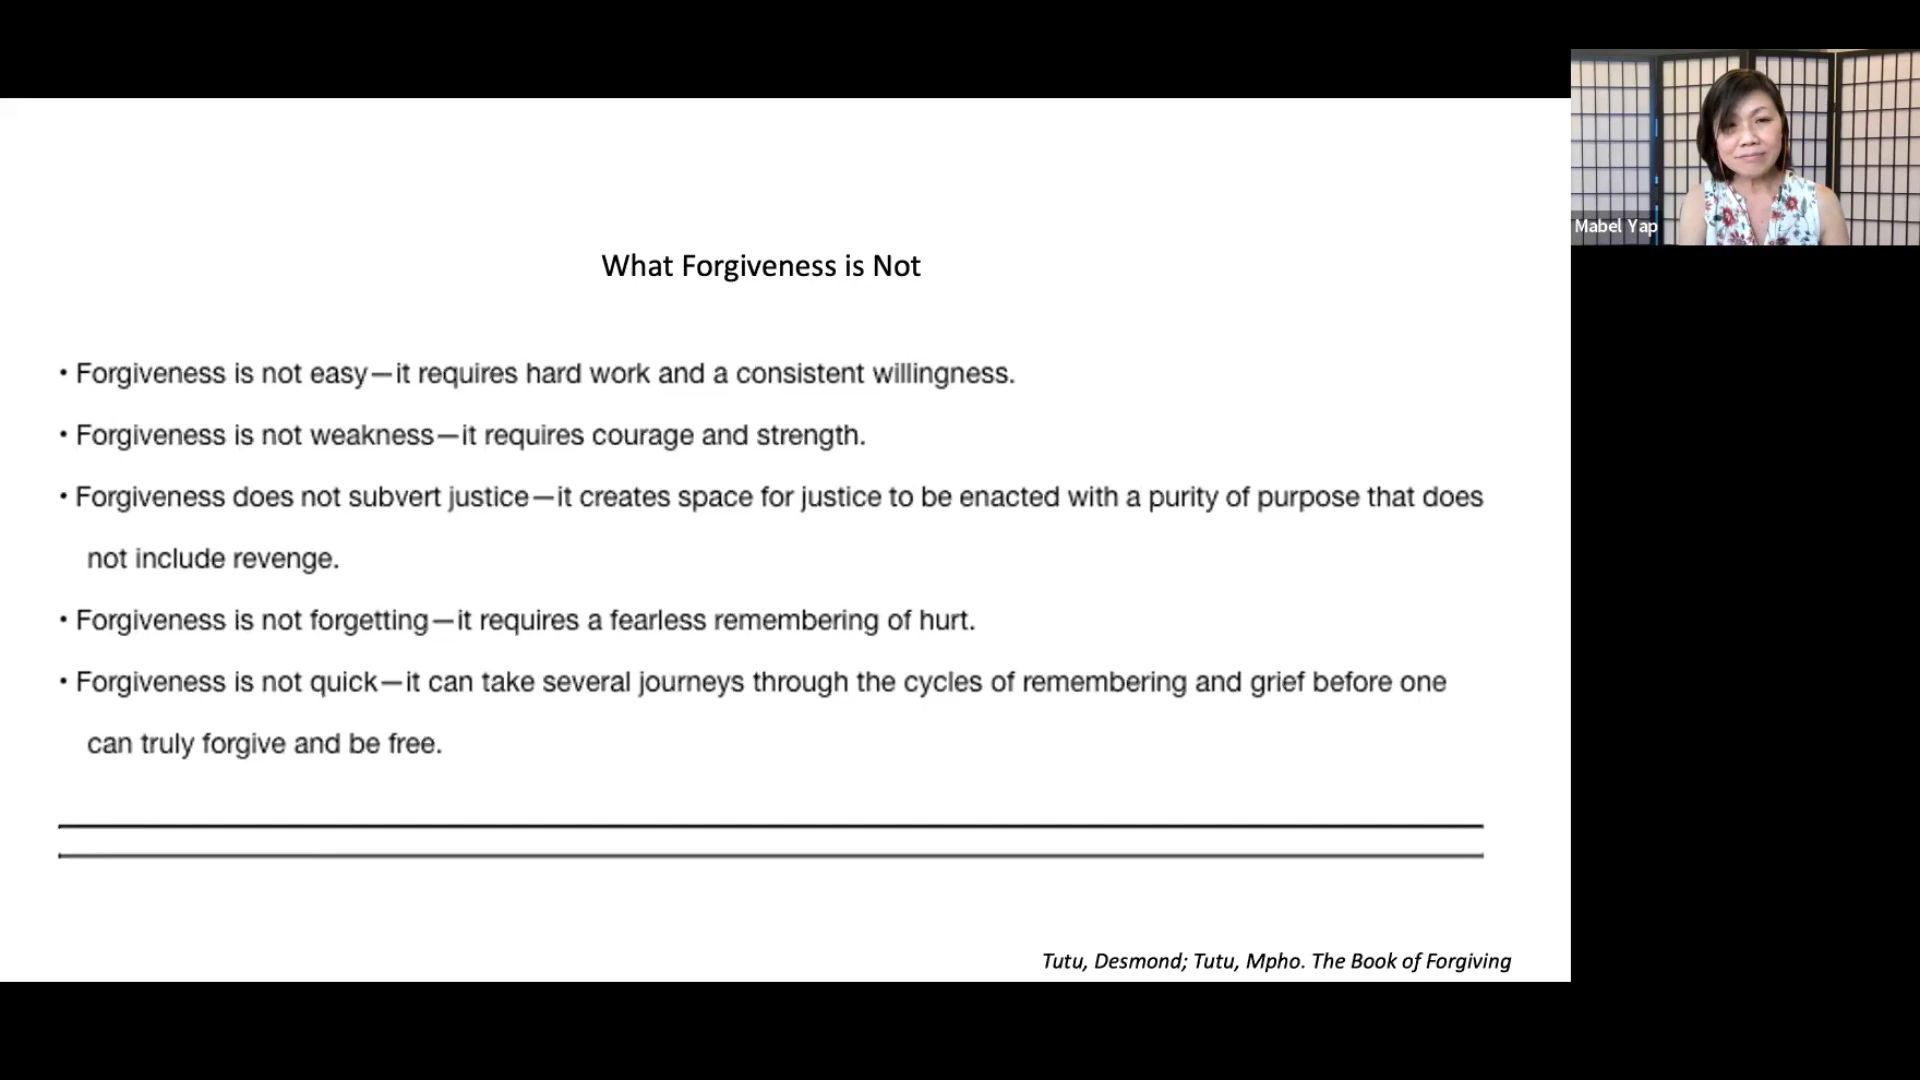 Mabel Yap
What Forgiveness is Not
• Forgiveness is not easy—it requires hard work and a consistent willingness.
• Forgiveness is not weakness—it requires courage and strength.
• Forgiveness does not subvert justice—it creates space for justice to be enacted with a purity of purpose that does
not include revenge.
• Forgiveness is not forgetting—it requires a fearless remembering of hurt.
• Forgiveness is not quick—it can take several journeys through the cycles of remembering and grief before one
can truly forgive and be free.
Tutu, Desmond; Tutu, Mpho. The Book of Forgiving